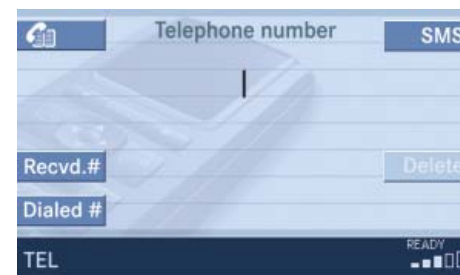 Telephone number
SMS
Recvd.#
Delete
Dialed #
TEL
READY